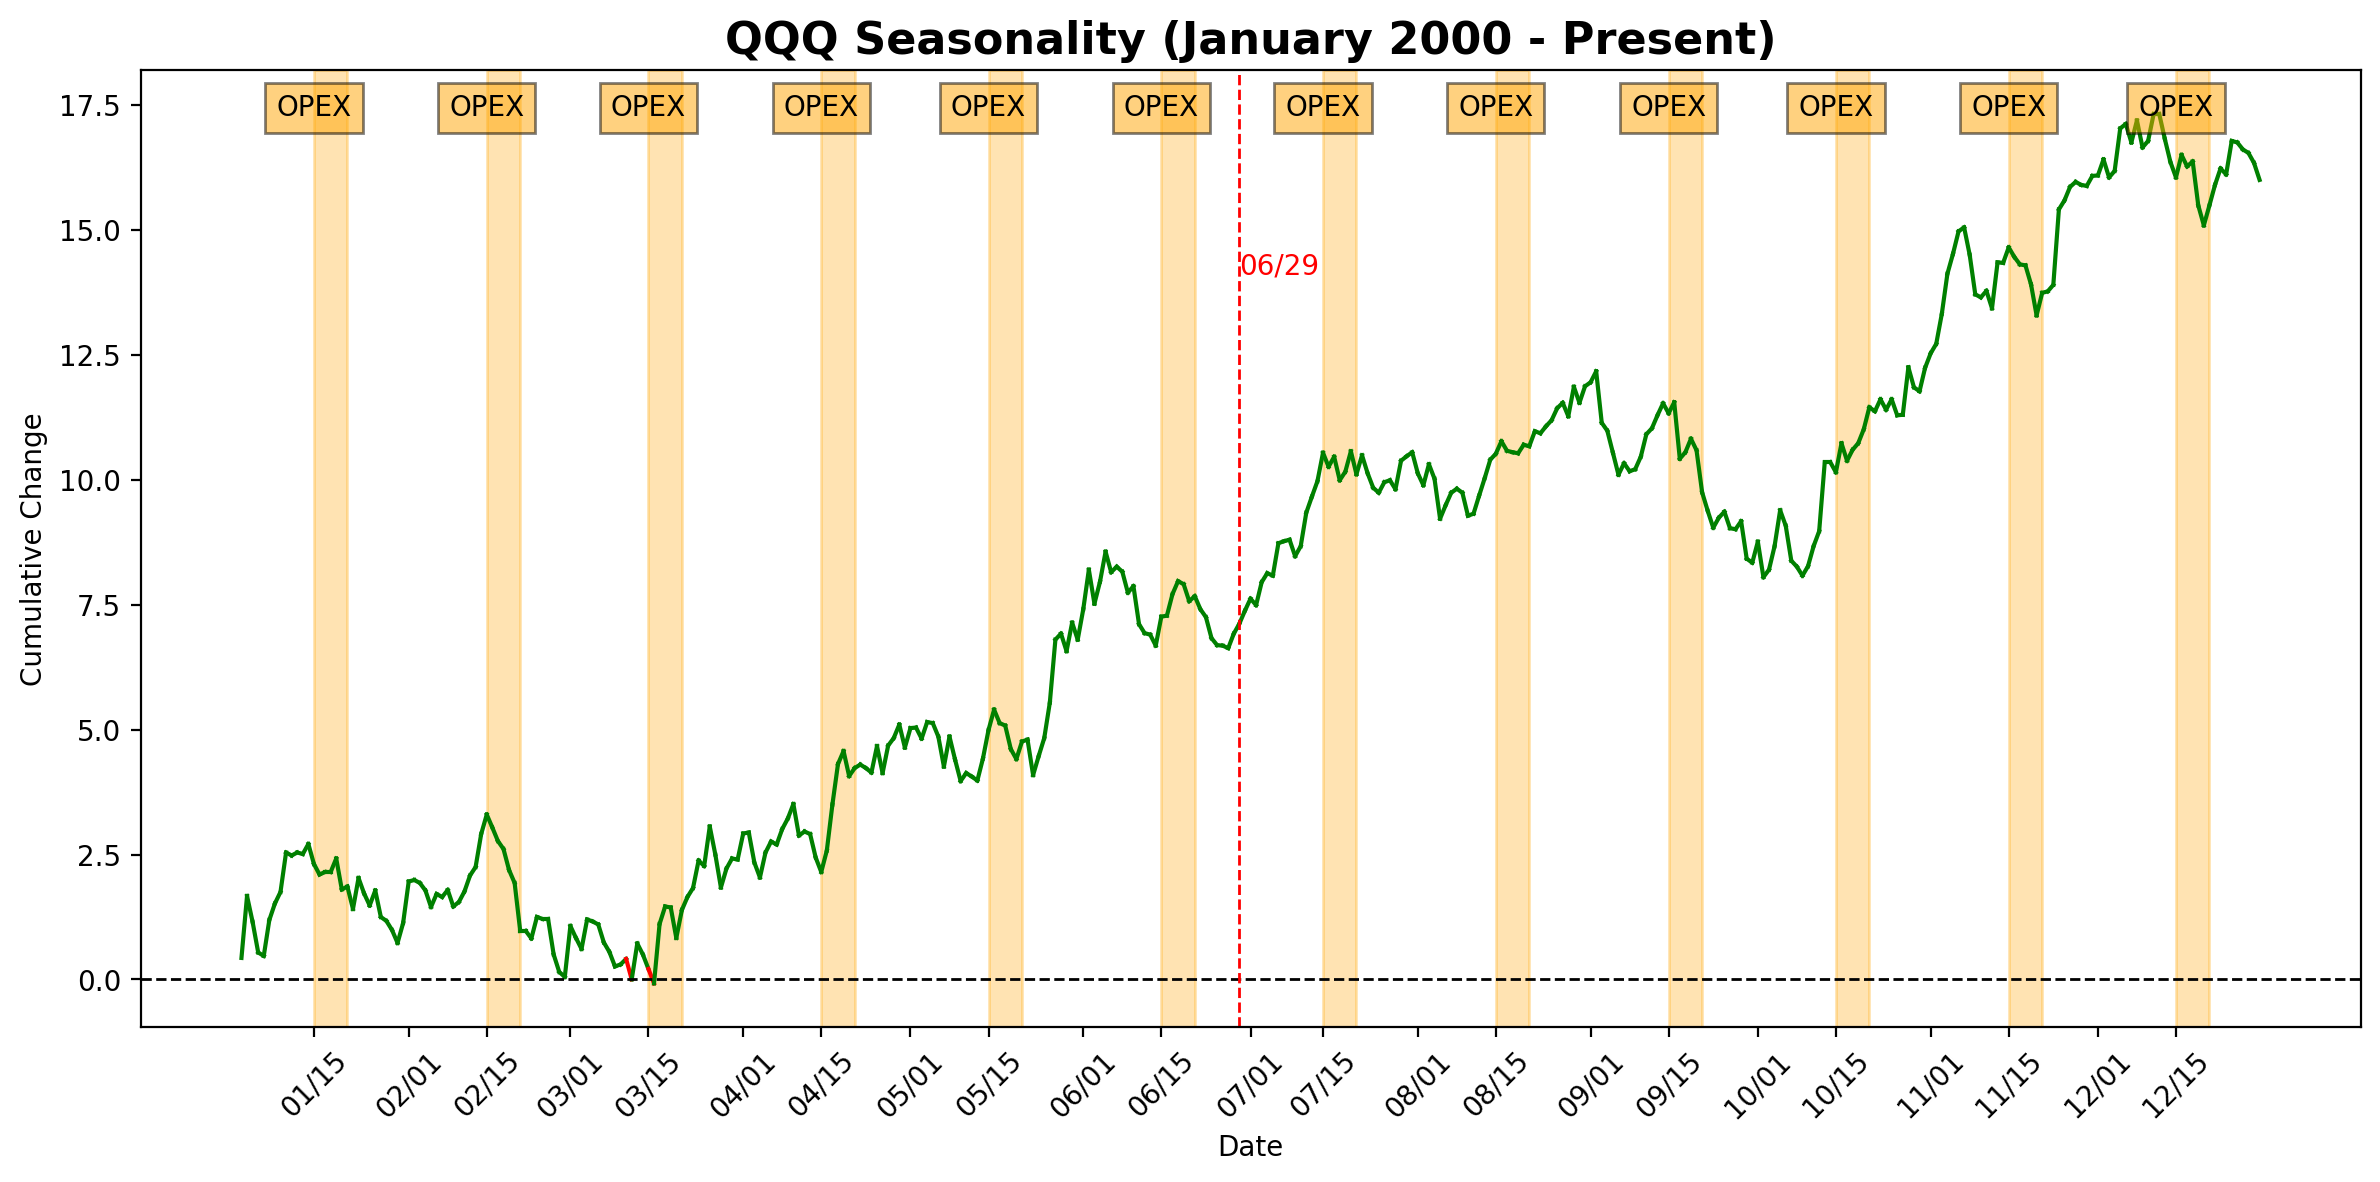 QQQ Seasonality (January 2000 - Present)
OPEX OPEX OPEX OPEX OPEX OPEX OPEX OPEX OPEX OPEX OPEX OPEX
17.5
15.0
12.5
10.0
7.5
5.0
2.5
0.0
Cumulative Change
06/29
01/15 02/01 02/15 03/01 03/15 04/01 04/15 05/01 05/15 06/01 06/15 07/01 07/15 08/01 08/15 09/01 09/15 10/01 10/15 11/01 11/15 12/01 12/15
Date